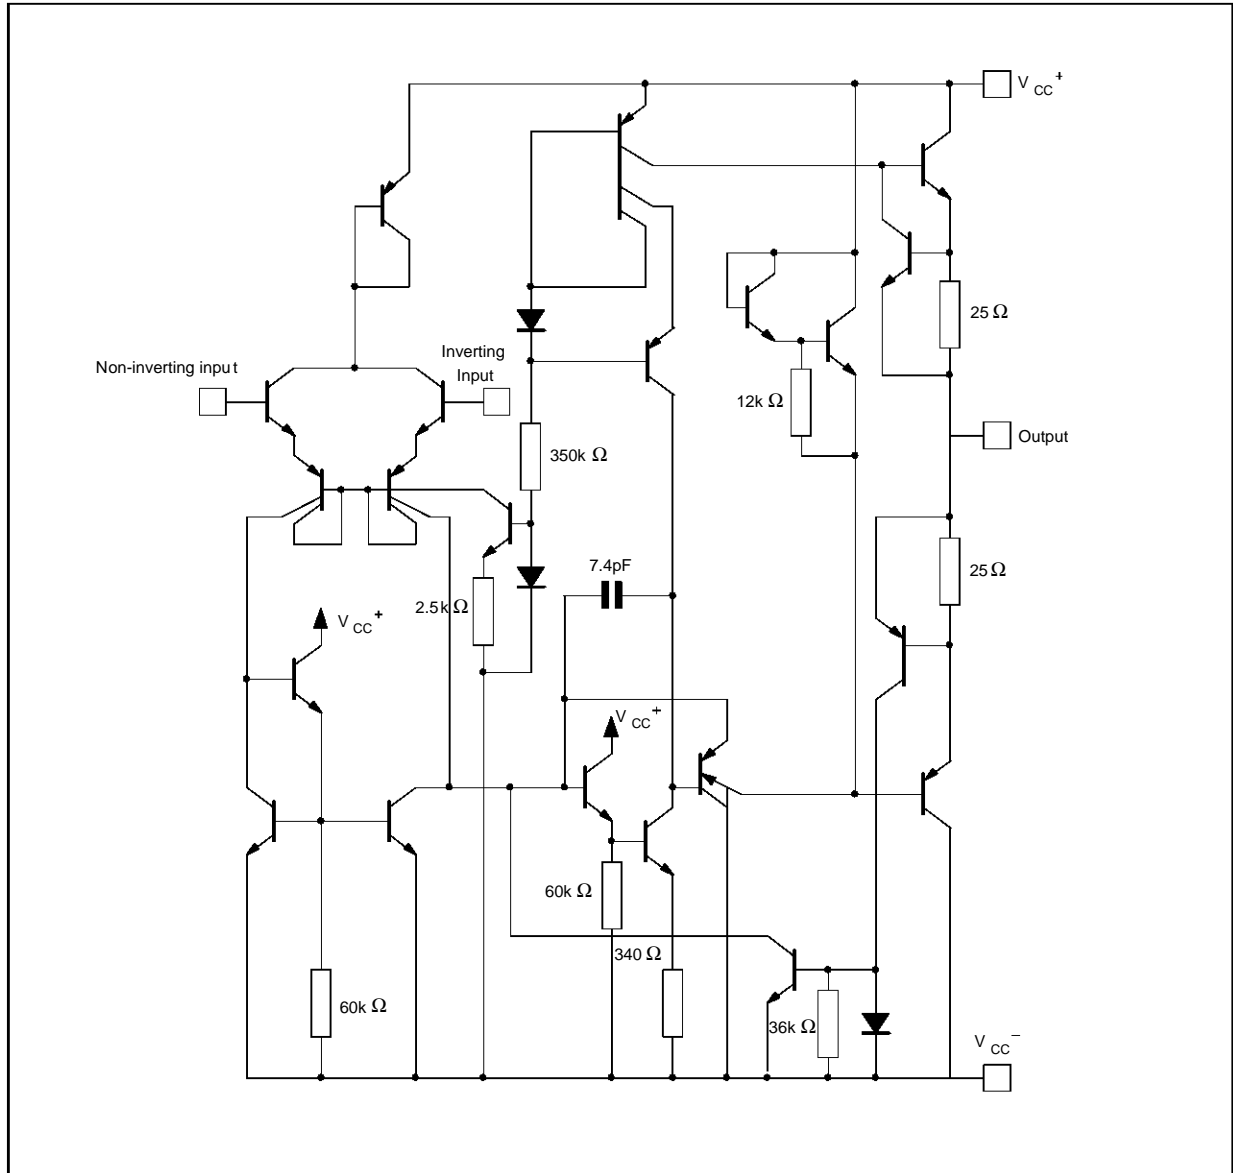 V CC +
25 Ω
Inverting
Input
Non-inverting input
12k Ω
Output
350k Ω
7.4pF
25 Ω
2.5k Ω
V CC +
V CC +
60k Ω
340 Ω
60k Ω
36k Ω
V CC −